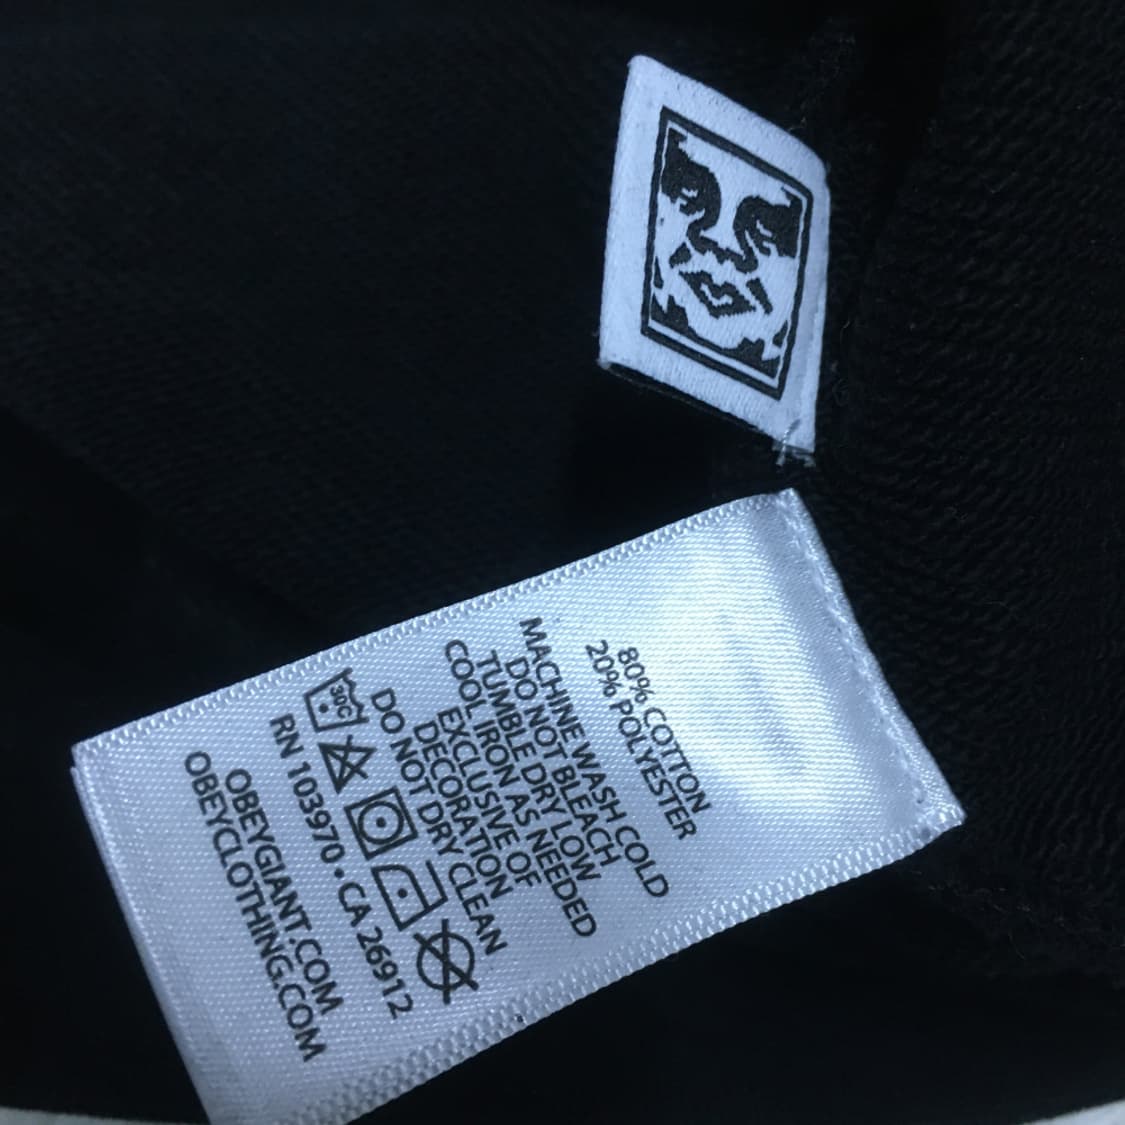 80% COTTON
20% POLYESTER
MACHINE WASH COLD
DO NOT BLEACH
TUMBLE DRY LOW
COOL IRON AS NEEDED
EXCLUSIVE OF
DECORATION
DO NOT DRY CLEAN
30C
RN 103970 • CA 26912
OBEYGIANT.COM
OBEYCLOTHING.COM